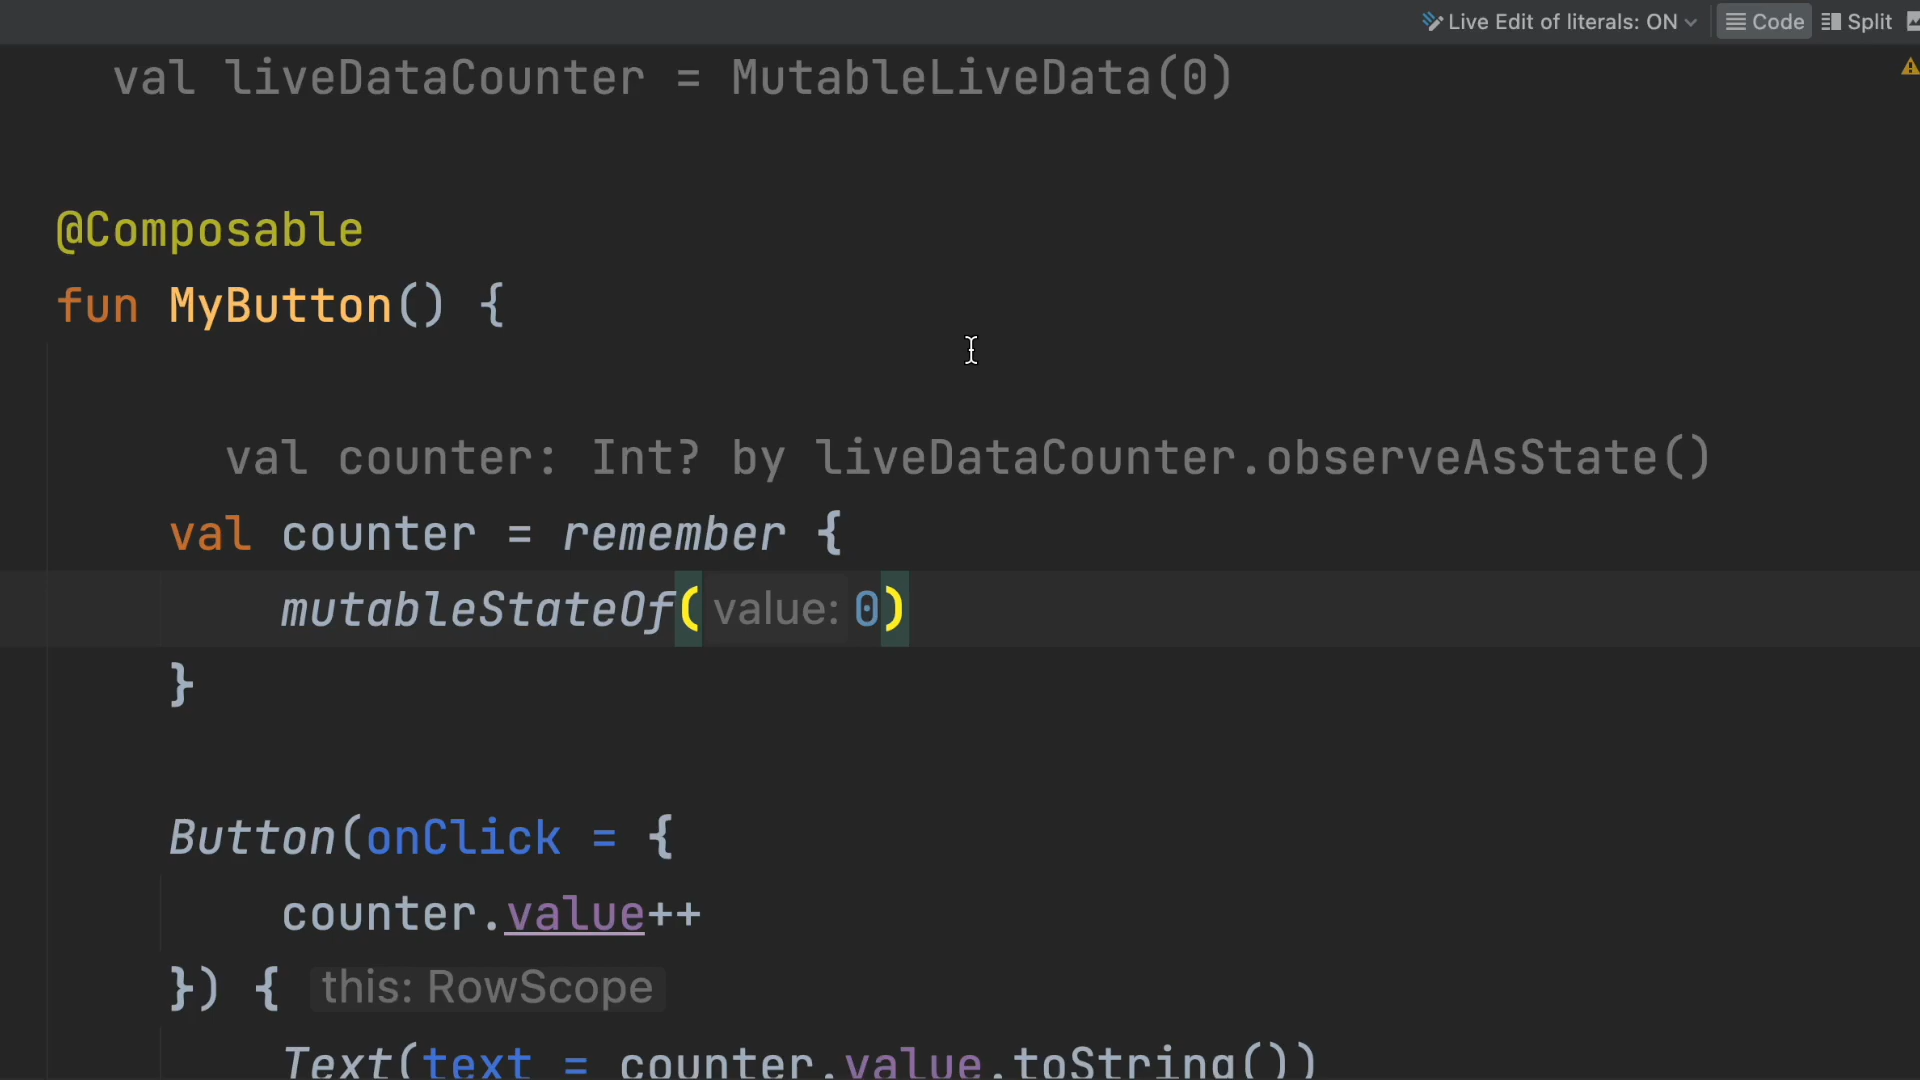 Live Edit of literals: ON Code Split
val liveDataCounter = MutableLiveData(0)
@Composable
fun MyButton() {
val counter: Int? by liveDataCounter.observeAsState()
val counter = remember {
mutableStateOf( value: 0)
}
Button(onClick = {
counter.value++
}) { this: RowScope
Text(text = counter.value.toString())